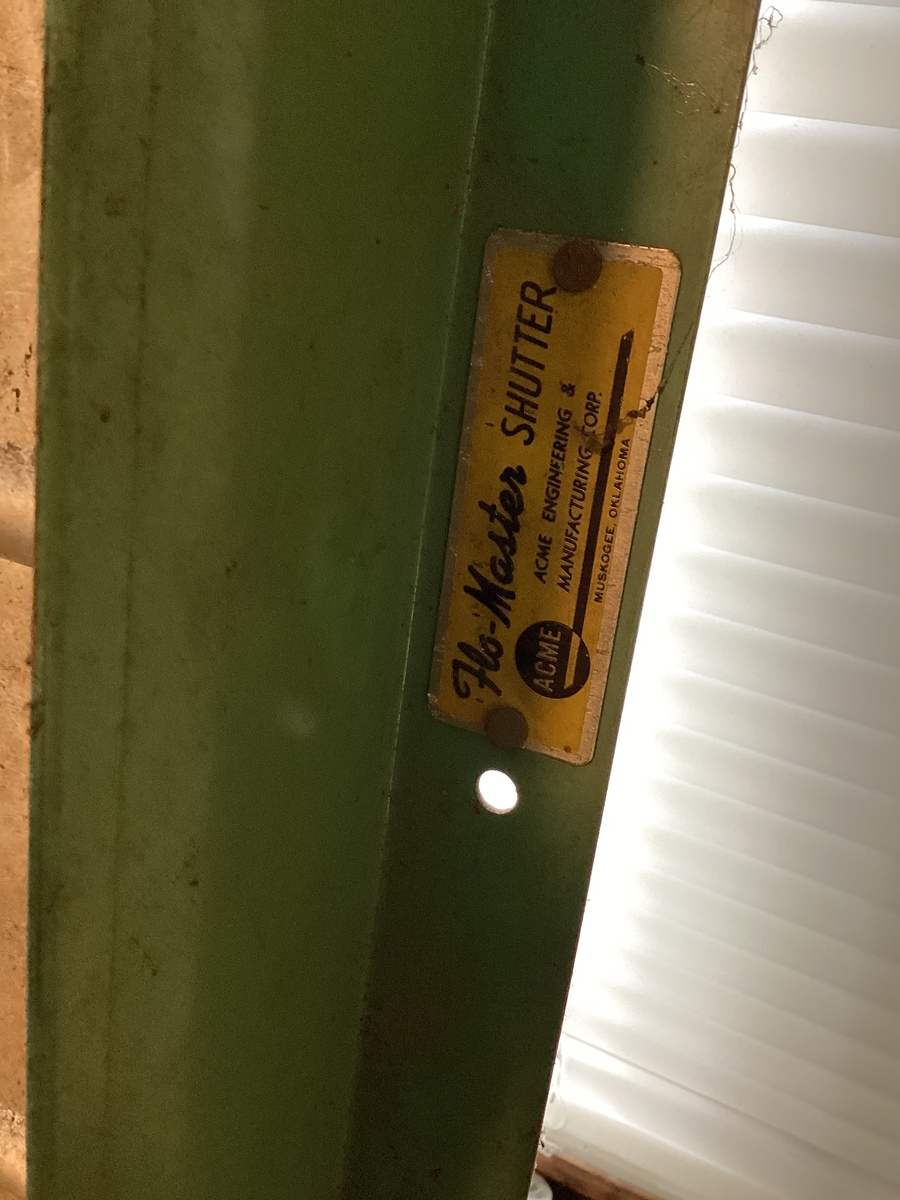 Flo-Master SHUTTER
ACME ENGINEERING &
MANUFACTURING CORP.
ACME
MUSKOGEE, OKLAHOMA